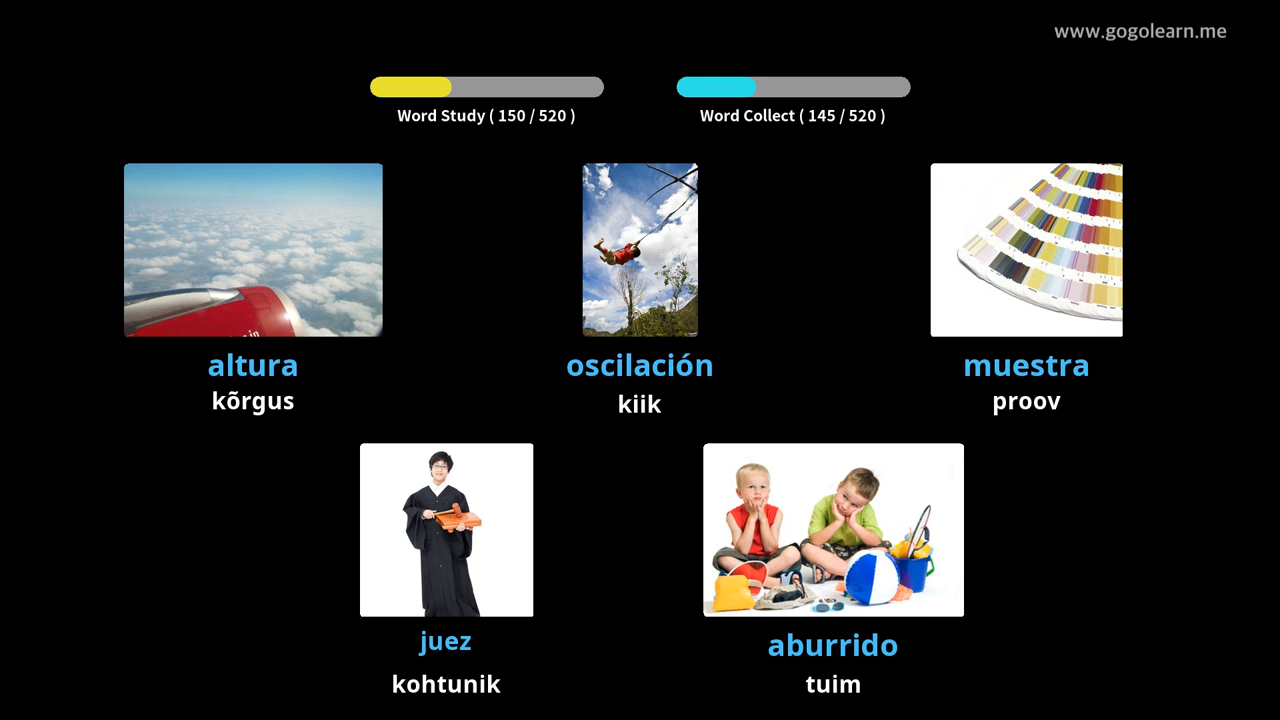 www.gogolearn.me
Word Study ( 150 / 520 )
Word Collect ( 145 / 520 )
altura
kõrgus
oscilación
kiik
muestra
proov
juez
kohtunik
aburrido
tuim